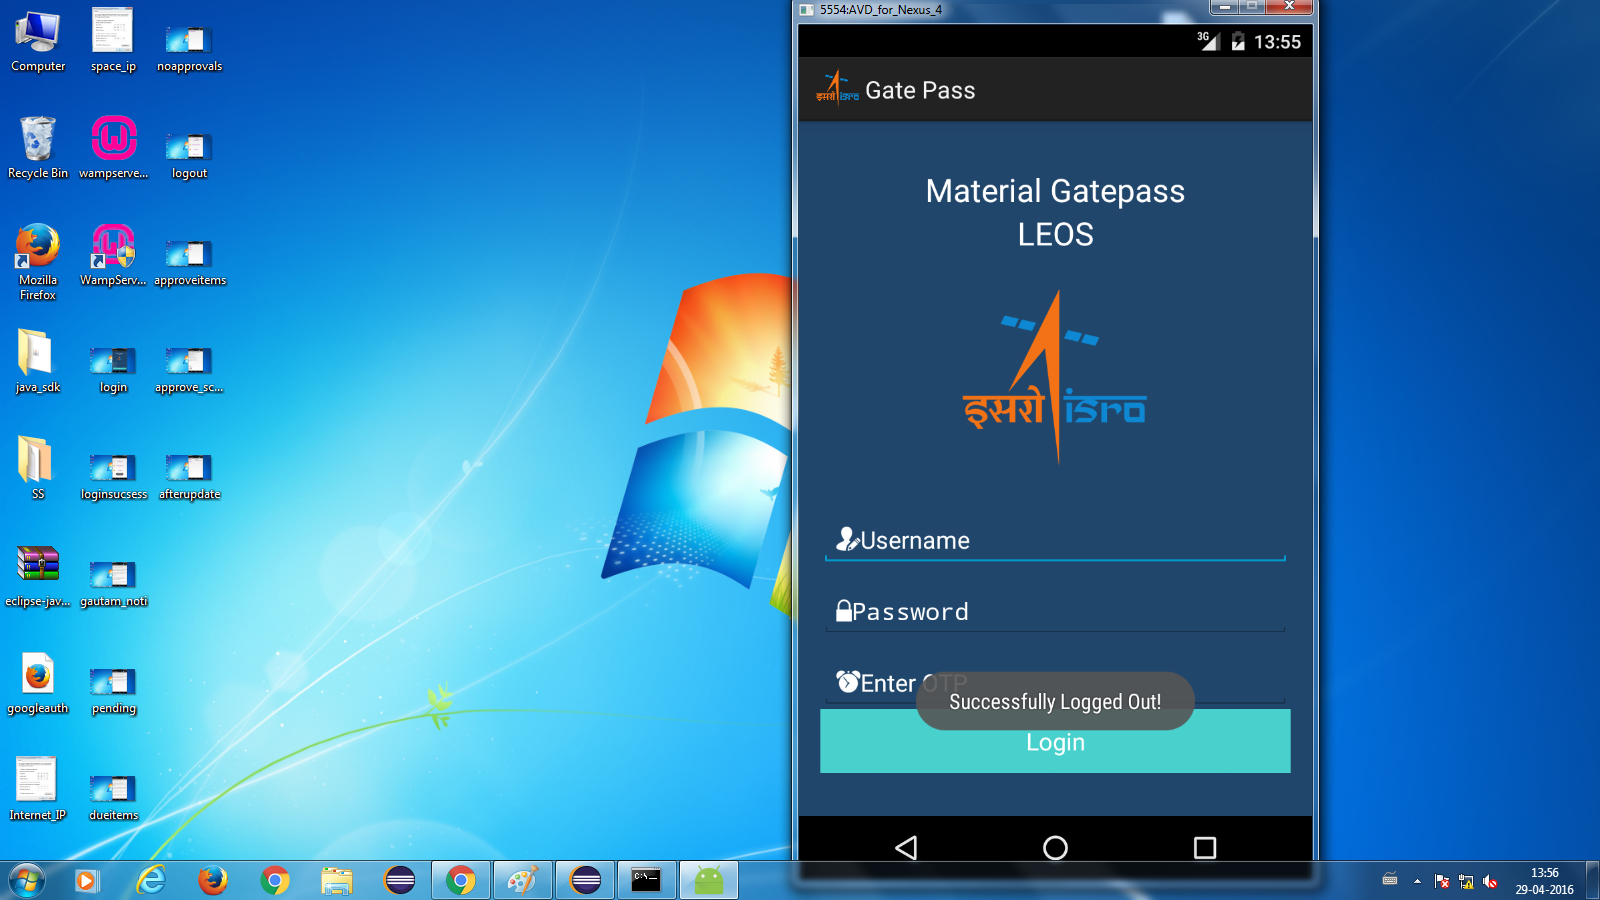 Computer
space_ip
noapprovals
Recycle Bin
wampserve...
logout
Mozilla
Firefox
WampServ...
approveitems
java_sdk
login
approve_sc...
SS
loginsucsess
afterupdate
eclipse-jav...
gautam_noti
googleauth
pending
Internet_IP
dueitems
5554:AVD_for_Nexus_4
3G
13:55
इसरो isro
Gate Pass
Material Gatepass
LEOS
इसरो isro
Username
Password
Enter OTP
Successfully Logged Out!
Login
C:\_
13:56
29-04-2016